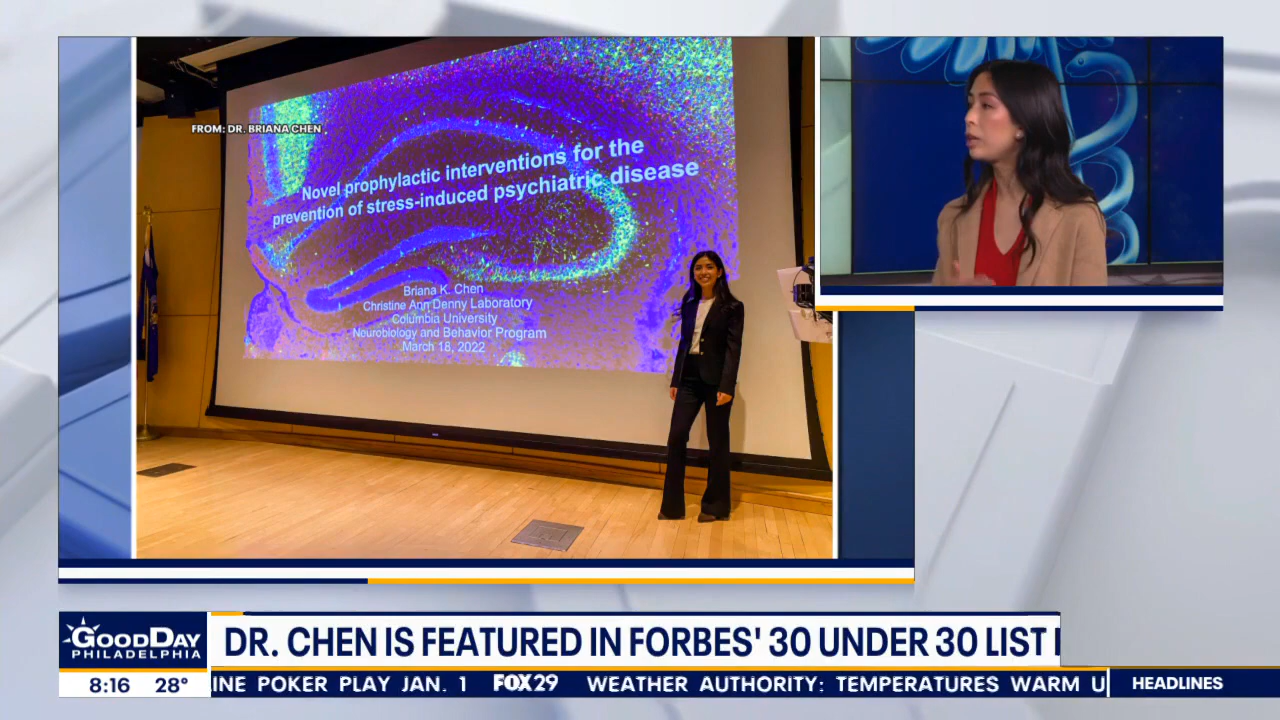 FROM: DR. BRIANA CHEN
Novel prophylactic interventions for the
prevention of stress-induced psychiatric disease
Briana K. Chen
Christine Ann Denny Laboratory
Columbia University
Neurobiology and Behavior Program
March 18, 2022
GOODDAY
PHILADELPHIA
DR. CHEN IS FEATURED IN FORBES' 30 UNDER 30 LIST
8:16 28°
INE POKER PLAY JAN. 1 FOX29 WEATHER AUTHORITY: TEMPERATURES WARM U
HEADLINES